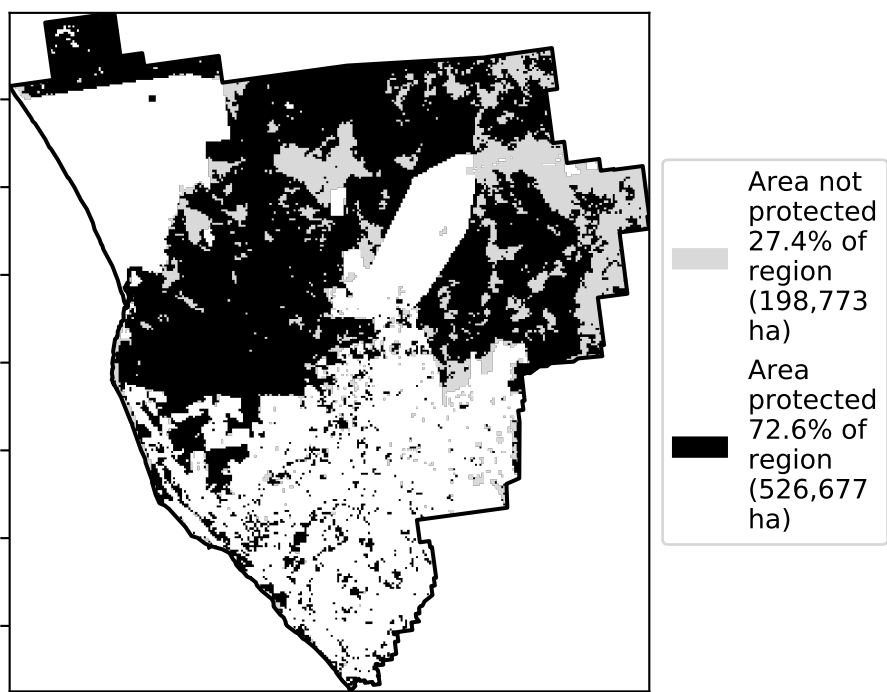 Area not
protected
27.4% of
region
(198,773
ha)
Area
protected
72.6% of
region
(526,677
ha)